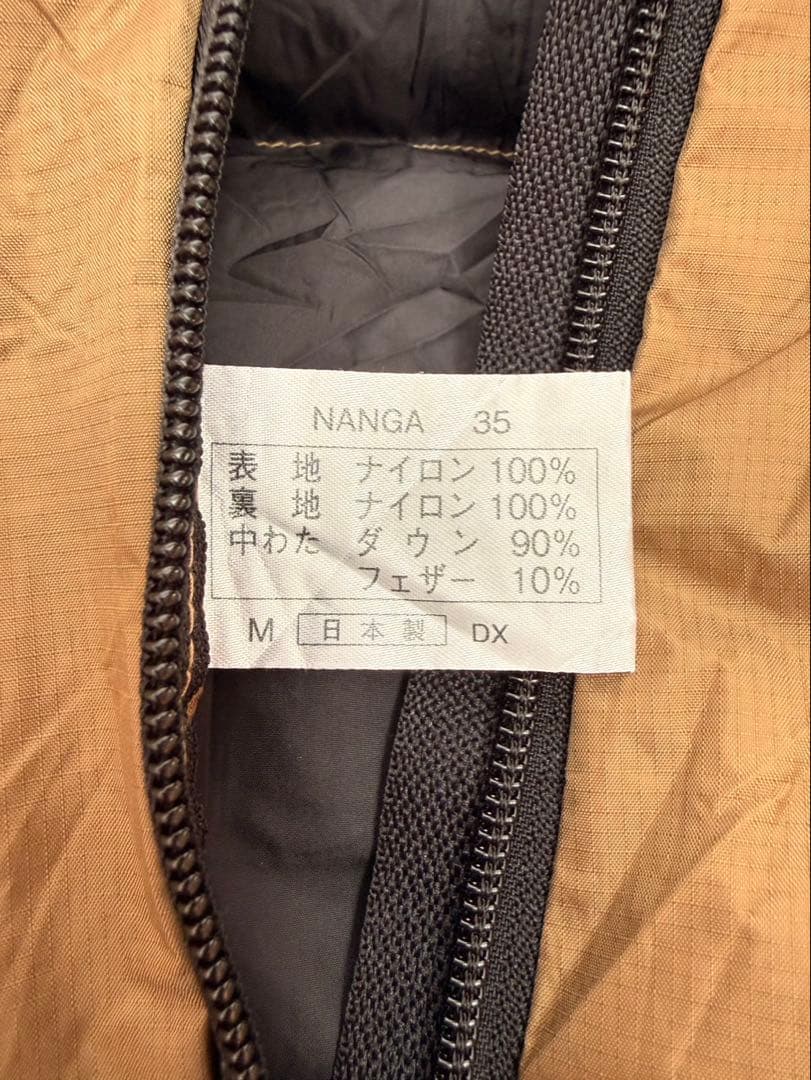 NANGA 35
表 地 ナイロン 100%
裏 地 ナイロン 100%
中わた ダ ウ ン 90%
フェザー 10%
M 日 本 製 DX